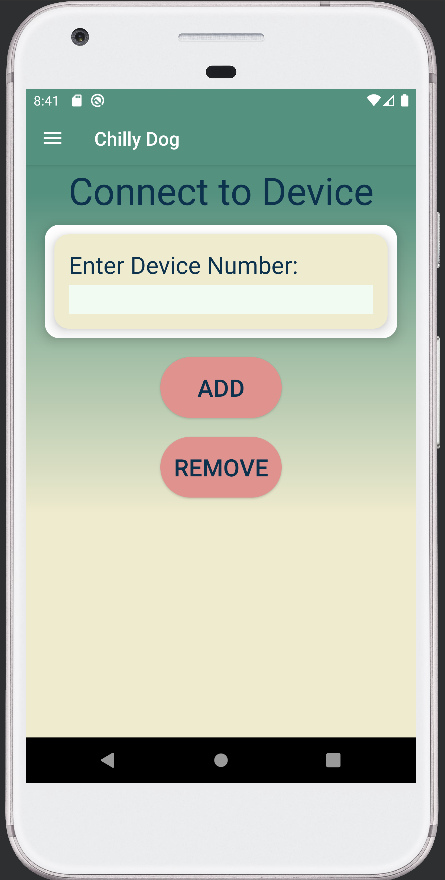 8:41
Chilly Dog
Connect to Device
Enter Device Number:
ADD
REMOVE